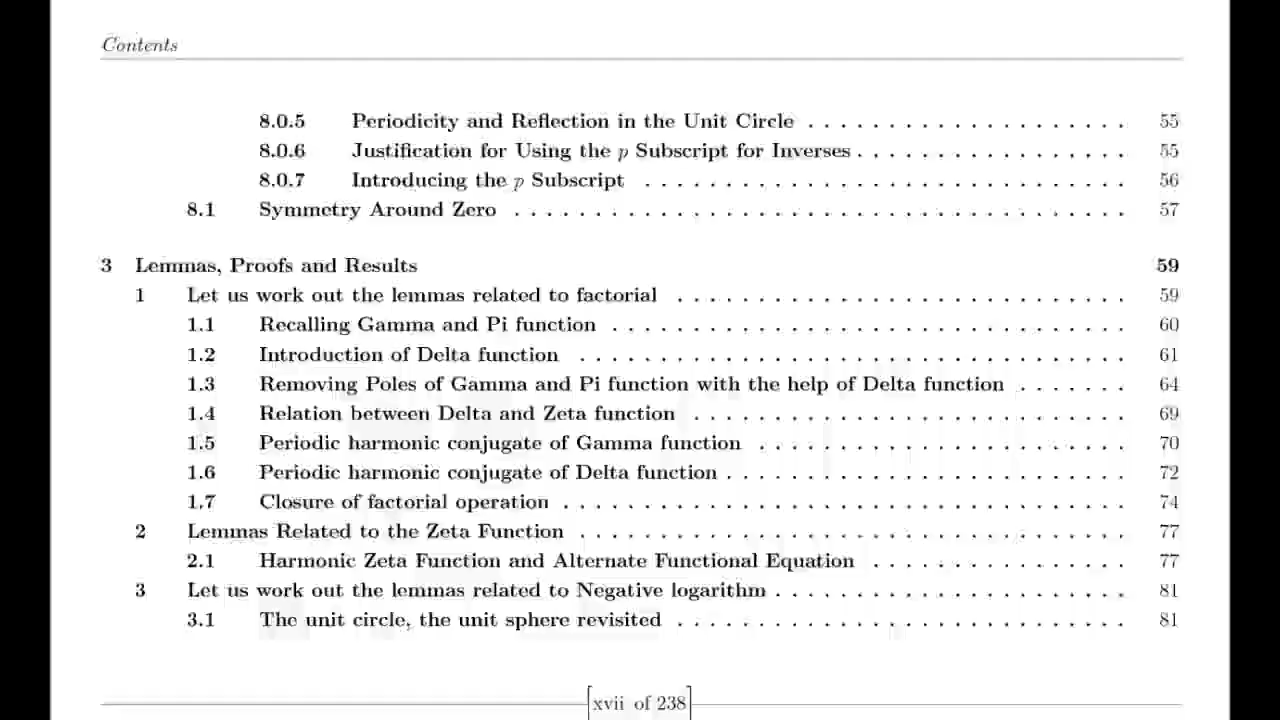 Contents
8.0.5 Periodicity and Reflection in the Unit Circle . . . . . . . . . . . . . . . . . . . . 55
8.0.6 Justification for Using the p Subscript for Inverses . . . . . . . . . . . . . . . . . 55
8.0.7 Introducing the p Subscript . . . . . . . . . . . . . . . . . . . . . . . . . . . . . . 56
8.1 Symmetry Around Zero . . . . . . . . . . . . . . . . . . . . . . . . . . . . . . . . . . . . . . 57
3 Lemmas, Proofs and Results 59
1 Let us work out the lemmas related to factorial . . . . . . . . . . . . . . . . . . . . . . . . . . . . 59
1.1 Recalling Gamma and Pi function . . . . . . . . . . . . . . . . . . . . . . . . . . . . . . . . 60
1.2 Introduction of Delta function . . . . . . . . . . . . . . . . . . . . . . . . . . . . . . . . . . 61
1.3 Removing Poles of Gamma and Pi function with the help of Delta function . . . . . . . 64
1.4 Relation between Delta and Zeta function . . . . . . . . . . . . . . . . . . . . . . . . . . . 69
1.5 Periodic harmonic conjugate of Gamma function . . . . . . . . . . . . . . . . . . . . . . . 70
1.6 Periodic harmonic conjugate of Delta function . . . . . . . . . . . . . . . . . . . . . . . . . 72
1.7 Closure of factorial operation . . . . . . . . . . . . . . . . . . . . . . . . . . . . . . . . . . . 74
2 Lemmas Related to the Zeta Function . . . . . . . . . . . . . . . . . . . . . . . . . . . . . . . . . . 77
2.1 Harmonic Zeta Function and Alternate Functional Equation . . . . . . . . . . . . . . . . 77
3 Let us work out the lemmas related to Negative logarithm . . . . . . . . . . . . . . . . . . . . . . 81
3.1 The unit circle, the unit sphere revisited . . . . . . . . . . . . . . . . . . . . . . . . . . . . 81
xvii of 238